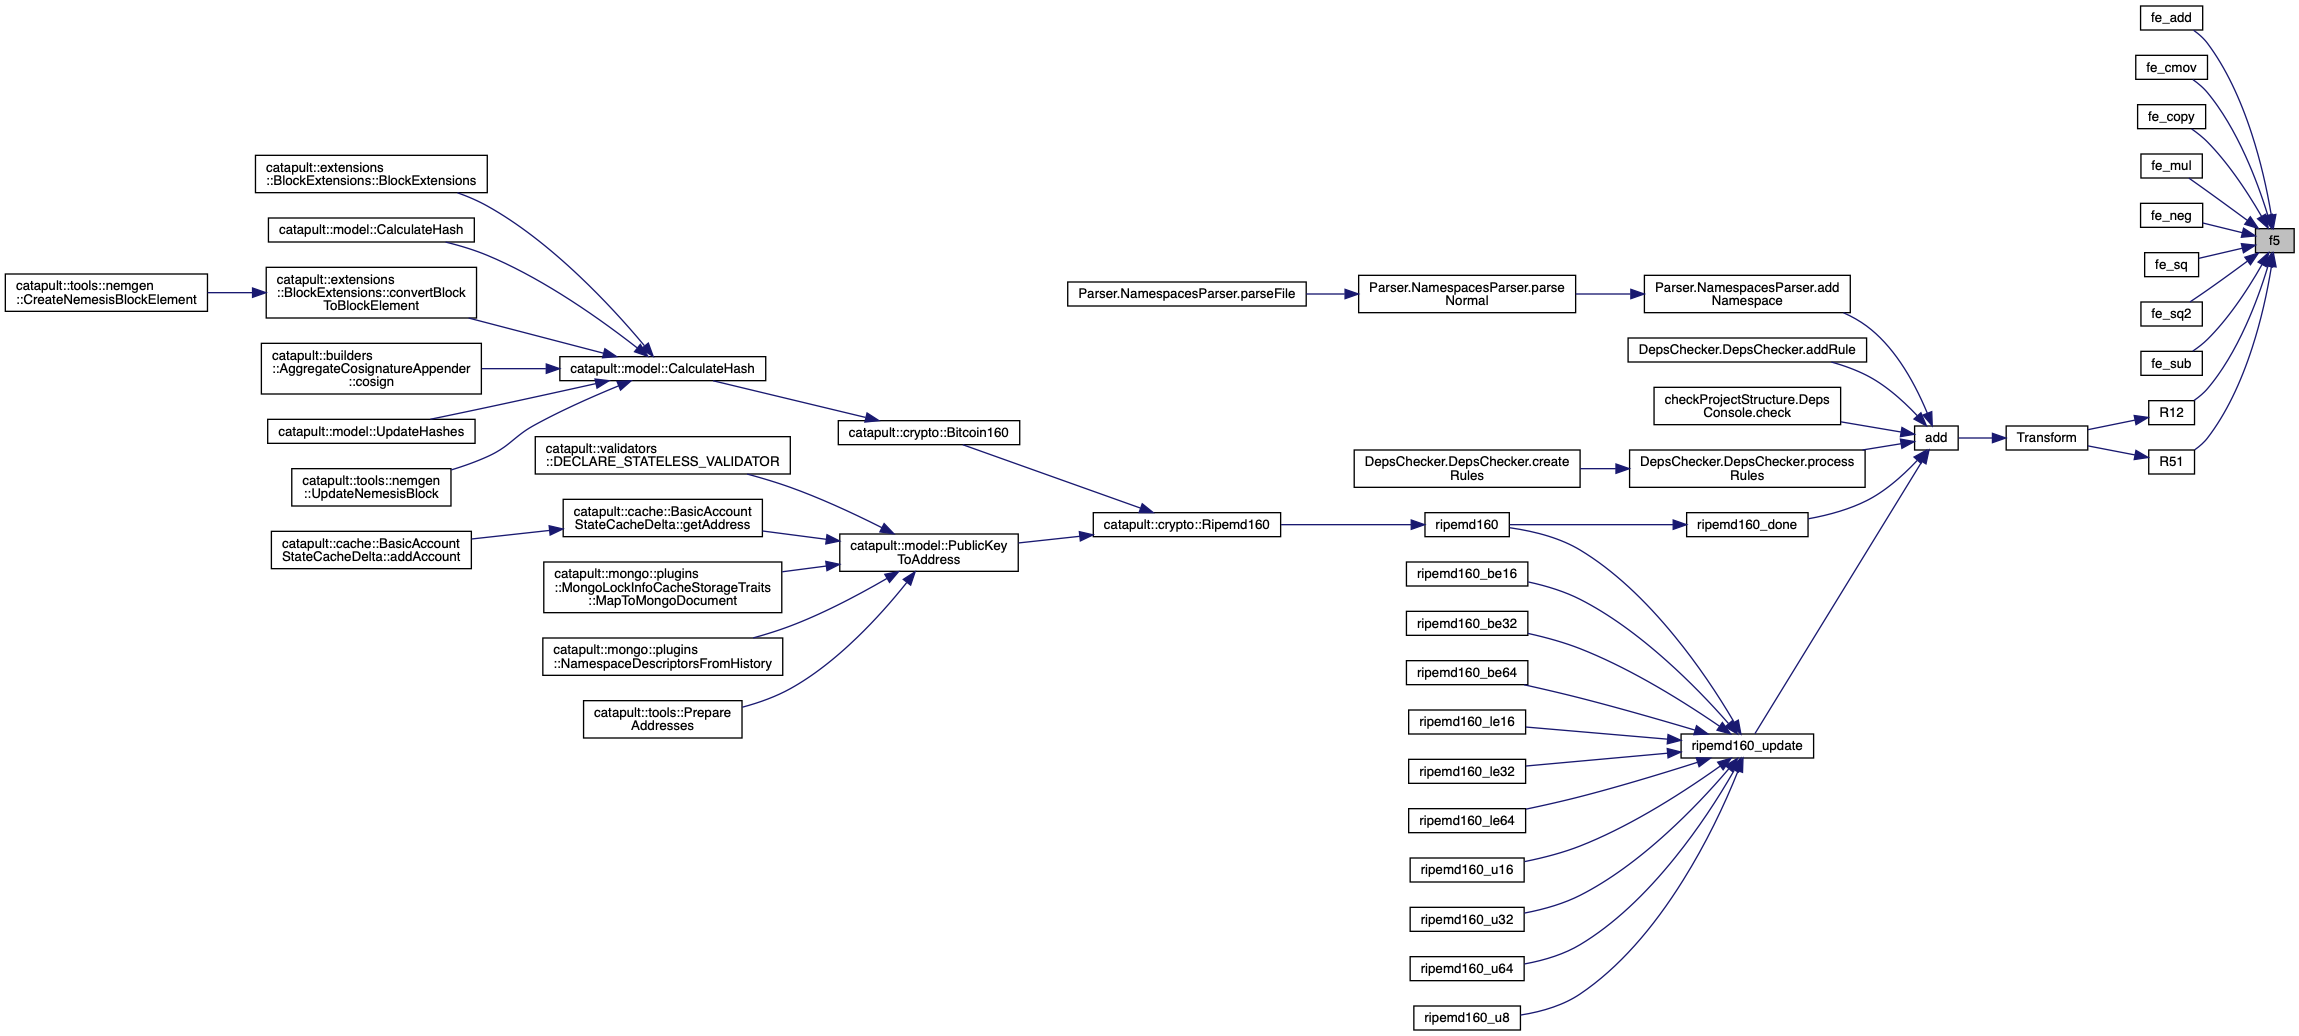 fe_add
fe_cmov
fe_copy
fe_mul
fe_neg
f5
fe_sq
fe_sq2
fe_sub
R12
R51
Transform
add
catapult::extensions
::BlockExtensions::BlockExtensions
catapult::model::CalculateHash
catapult::tools::nemgen
::CreateNemesisBlockElement
catapult::extensions
::BlockExtensions::convertBlock
ToBlockElement
catapult::builders
::AggregateCosignatureAppender
::cosign
catapult::model::CalculateHash
catapult::model::UpdateHashes
catapult::tools::nemgen
::UpdateNemesisBlock
catapult::crypto::Bitcoin160
catapult::validators
::DECLARE_STATELESS_VALIDATOR
catapult::cache::BasicAccount
StateCacheDelta::getAddress
catapult::cache::BasicAccount
StateCacheDelta::addAccount
catapult::mongo::plugins
::MongoLockInfoCacheStorageTraits
::MapToMongoDocument
catapult::mongo::plugins
::NamespaceDescriptorsFromHistory
catapult::tools::Prepare
Addresses
catapult::model::PublicKey
ToAddress
catapult::crypto::Ripemd160
Parser.NamespacesParser.parseFile
Parser.NamespacesParser.parse
Normal
Parser.NamespacesParser.add
Namespace
DepsChecker.DepsChecker.addRule
checkProjectStructure.Deps
Console.check
DepsChecker.DepsChecker.create
Rules
DepsChecker.DepsChecker.process
Rules
ripemd160
ripemd160_done
ripemd160_be16
ripemd160_be32
ripemd160_be64
ripemd160_le16
ripemd160_update
ripemd160_le32
ripemd160_le64
ripemd160_u16
ripemd160_u32
ripemd160_u64
ripemd160_u8